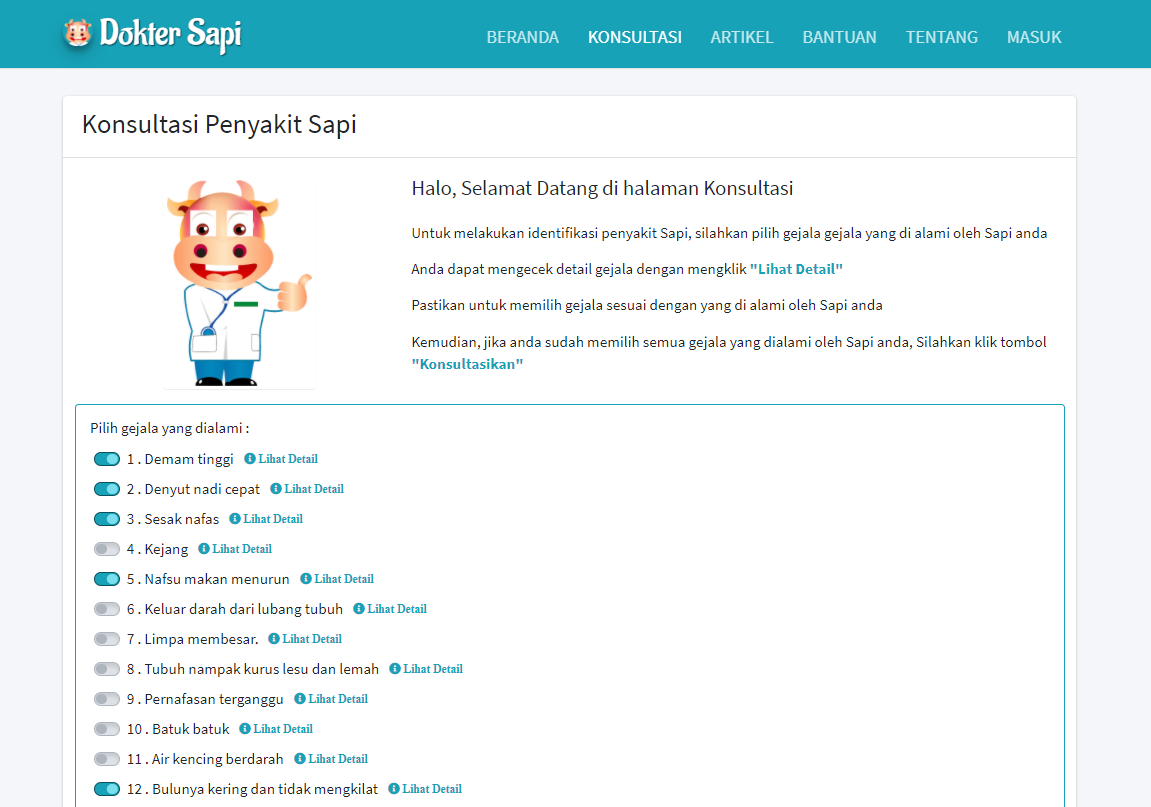 Dokter Sapi
BERANDA KONSULTASI ARTIKEL BANTUAN TENTANG MASUK
Konsultasi Penyakit Sapi
Halo, Selamat Datang di halaman Konsultasi
Untuk melakukan identifikasi penyakit Sapi, silahkan pilih gejala gejala yang di alami oleh Sapi anda
Anda dapat mengecek detail gejala dengan mengklik "Lihat Detail"
Pastikan untuk memilih gejala sesuai dengan yang di alami oleh Sapi anda
Kemudian, jika anda sudah memilih semua gejala yang dialami oleh Sapi anda, Silahkan klik tombol
"Konsultasikan"
Pilih gejala yang dialami :
1 . Demam tinggi Lihat Detail
2 . Denyut nadi cepat Lihat Detail
3 . Sesak nafas Lihat Detail
4 . Kejang Lihat Detail
5 . Nafsu makan menurun Lihat Detail
6 . Keluar darah dari lubang tubuh Lihat Detail
7 . Limpa membesar. Lihat Detail
8 . Tubuh nampak kurus lesu dan lemah Lihat Detail
9 . Pernafasan terganggu Lihat Detail
10 . Batuk batuk Lihat Detail
11 . Air kencing berdarah Lihat Detail
12 . Bulunya kering dan tidak mengkilat Lihat Detail